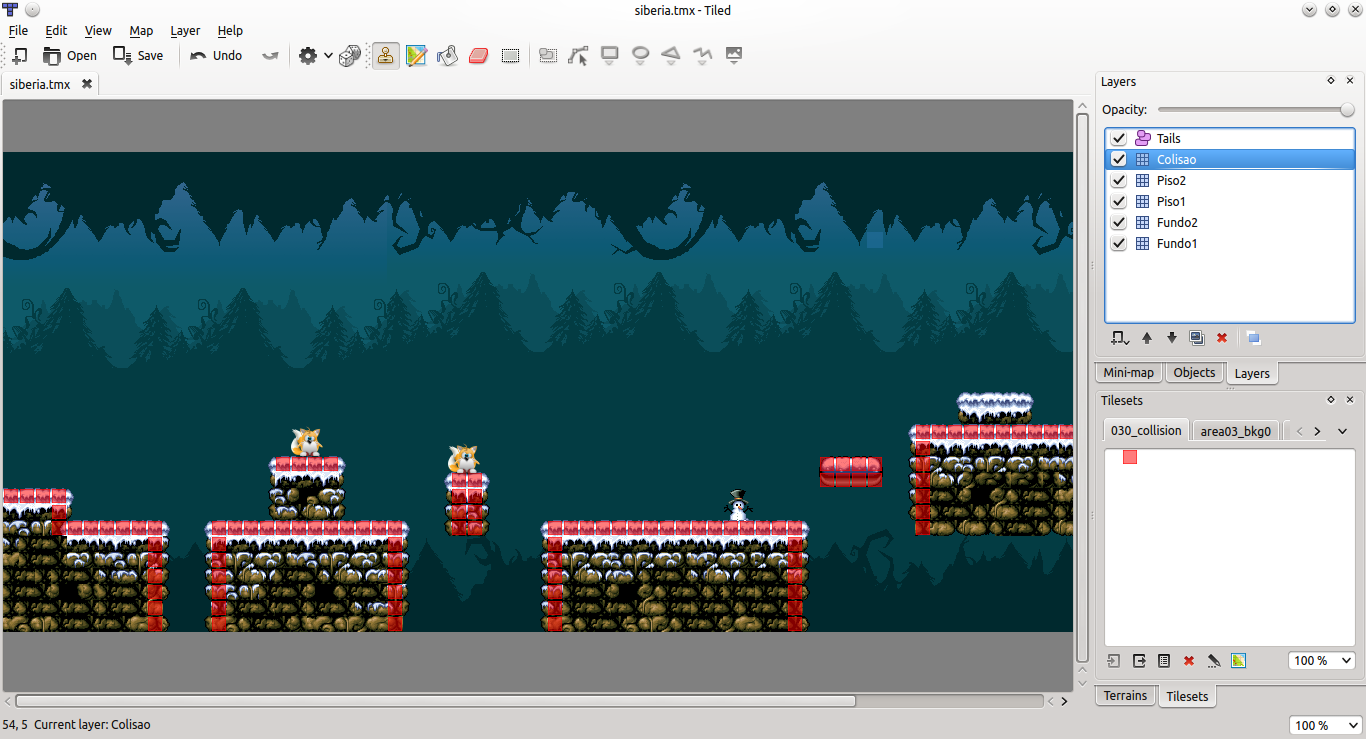 siberia.tmx - Tiled
File Edit View Map Layer Help
Open Save Undo
siberia.tmx
Layers
Opacity:
Tails
Colisao
Piso2
Piso1
Fundo2
Fundo1
Mini-map Objects Layers
Tilesets
030_collision area03_bkg0
100 %
Terrains Tilesets
54, 5 Current layer: Colisao
100 %